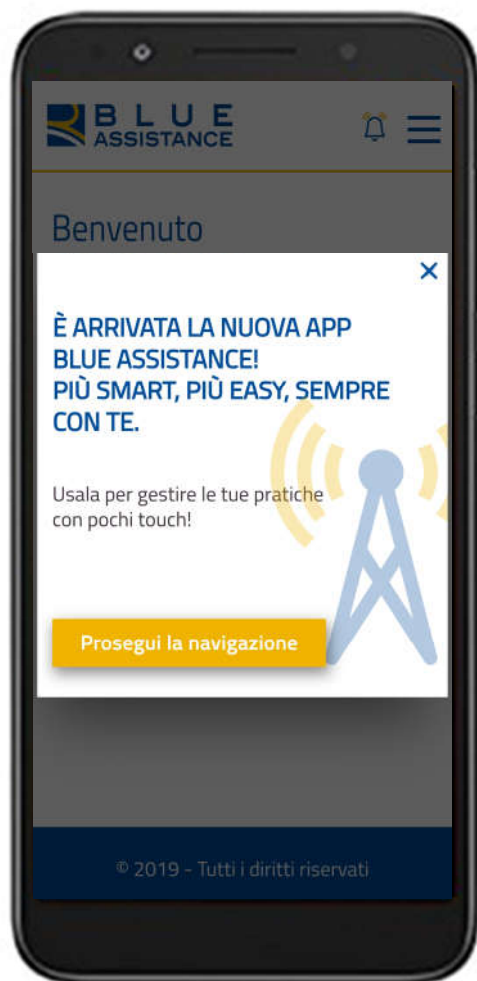 BLUE
ASSISTANCE
Benvenuto
È ARRIVATA LA NUOVA APP
BLUE ASSISTANCE!
PIÙ SMART, PIÙ EASY, SEMPRE
CON TE.
Usala per gestire le tue pratiche
con pochi touch!
Prosegui la navigazione
© 2019 - Tutti i diritti riservati